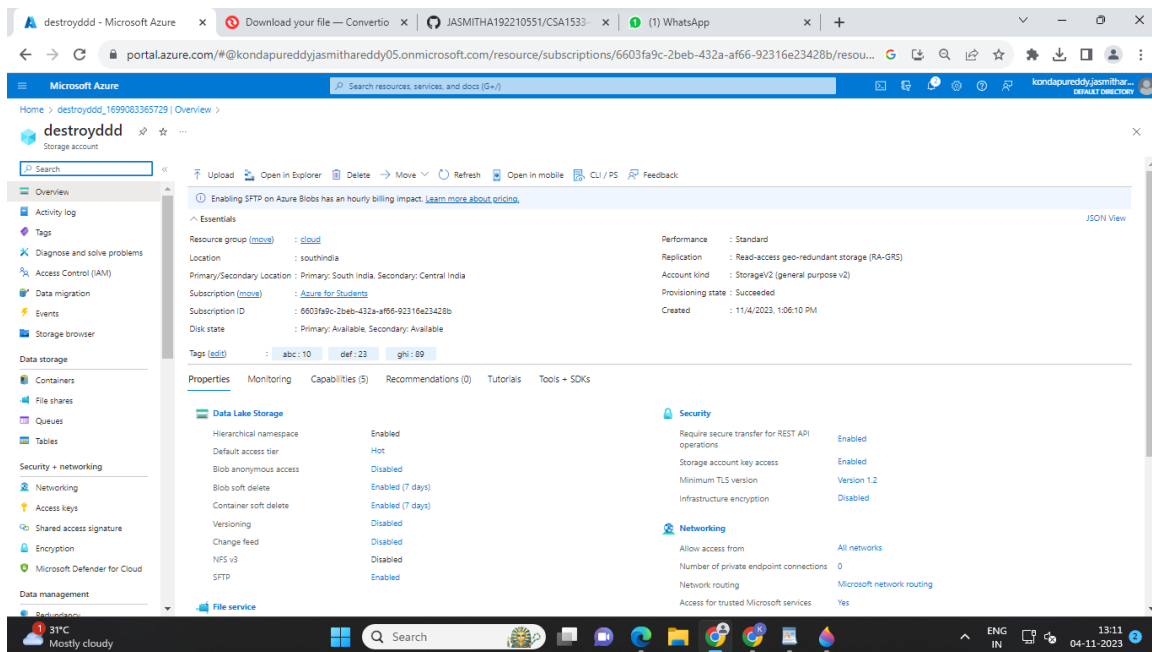 destroyddd - Microsoft Azure
Download your file — Convertio
JASMITHA192210551/CSA1533-
(1) WhatsApp
portal.azure.com/#@kondapureddyjasmithareddy05.onmicrosoft.com/resource/subscriptions/6603fa9c-2beb-432a-af66-92316e23428b/resou...
Microsoft Azure
Search resources, services, and docs (G+/)
kondapureddy.jasmithar...
DEFAULT DIRECTORY
Home > destroyddd_1699083365729 | Overview >
destroyddd
Storage account
Search
Upload Open in Explorer Delete Move Refresh Open in mobile CLI / PS Feedback
Overview
Activity log
Tags
Diagnose and solve problems
Access Control (IAM)
Data migration
Events
Storage browser
Data storage
Containers
File shares
Queues
Tables
Security + networking
Networking
Access keys
Shared access signature
Encryption
Microsoft Defender for Cloud
Data management
Redundancy
Enabling SFTP on Azure Blobs has an hourly billing impact. Learn more about pricing.
Essentials
JSON View
Resource group (move) : cloud
Location : southindia
Primary/Secondary Location : Primary: South India, Secondary: Central India
Subscription (move) : Azure for Students
Subscription ID : 6603fa9c-2beb-432a-af66-92316e23428b
Disk state : Primary: Available, Secondary: Available
Performance : Standard
Replication : Read-access geo-redundant storage (RA-GRS)
Account kind : StorageV2 (general purpose v2)
Provisioning state : Succeeded
Created : 11/4/2023, 1:06:10 PM
Tags (edit) : abc : 10 def : 23 ghi : 89
Properties Monitoring Capabilities (5) Recommendations (0) Tutorials Tools + SDKs
Data Lake Storage
Hierarchical namespace Enabled
Default access tier Hot
Blob anonymous access Disabled
Blob soft delete Enabled (7 days)
Container soft delete Enabled (7 days)
Versioning Disabled
Change feed Disabled
NFS v3 Disabled
SFTP Enabled
File service
Security
Require secure transfer for REST API
operations Enabled
Storage account key access Enabled
Minimum TLS version Version 1.2
Infrastructure encryption Disabled
Networking
Allow access from All networks
Number of private endpoint connections 0
Network routing Microsoft network routing
Access for trusted Microsoft services Yes
1
31°C
Mostly cloudy
Search
ENG
IN
13:11
04-11-2023
2